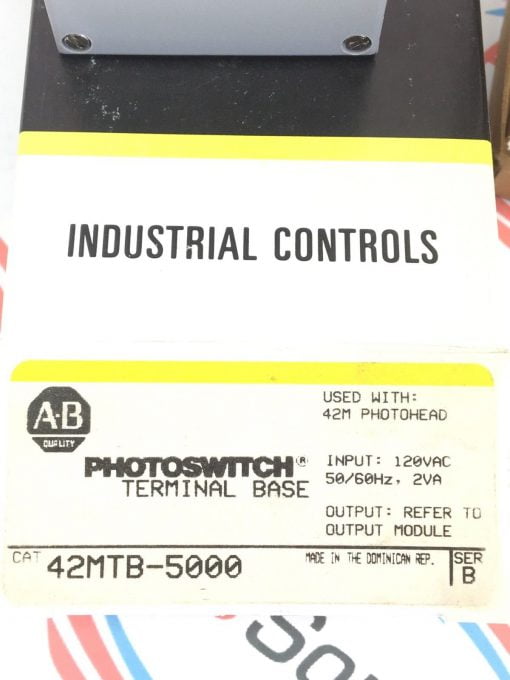 INDUSTRIAL CONTROLS
A-B
QUALITY
USED WITH:
42M PHOTOHEAD
PHOTOSWITCH®
TERMINAL BASE
INPUT: 120VAC
50/60Hz, 2VA
OUTPUT: REFER TO
OUTPUT MODULE
CAT 42MTB-5000
MADE IN THE DOMINICAN REP.
SER
B